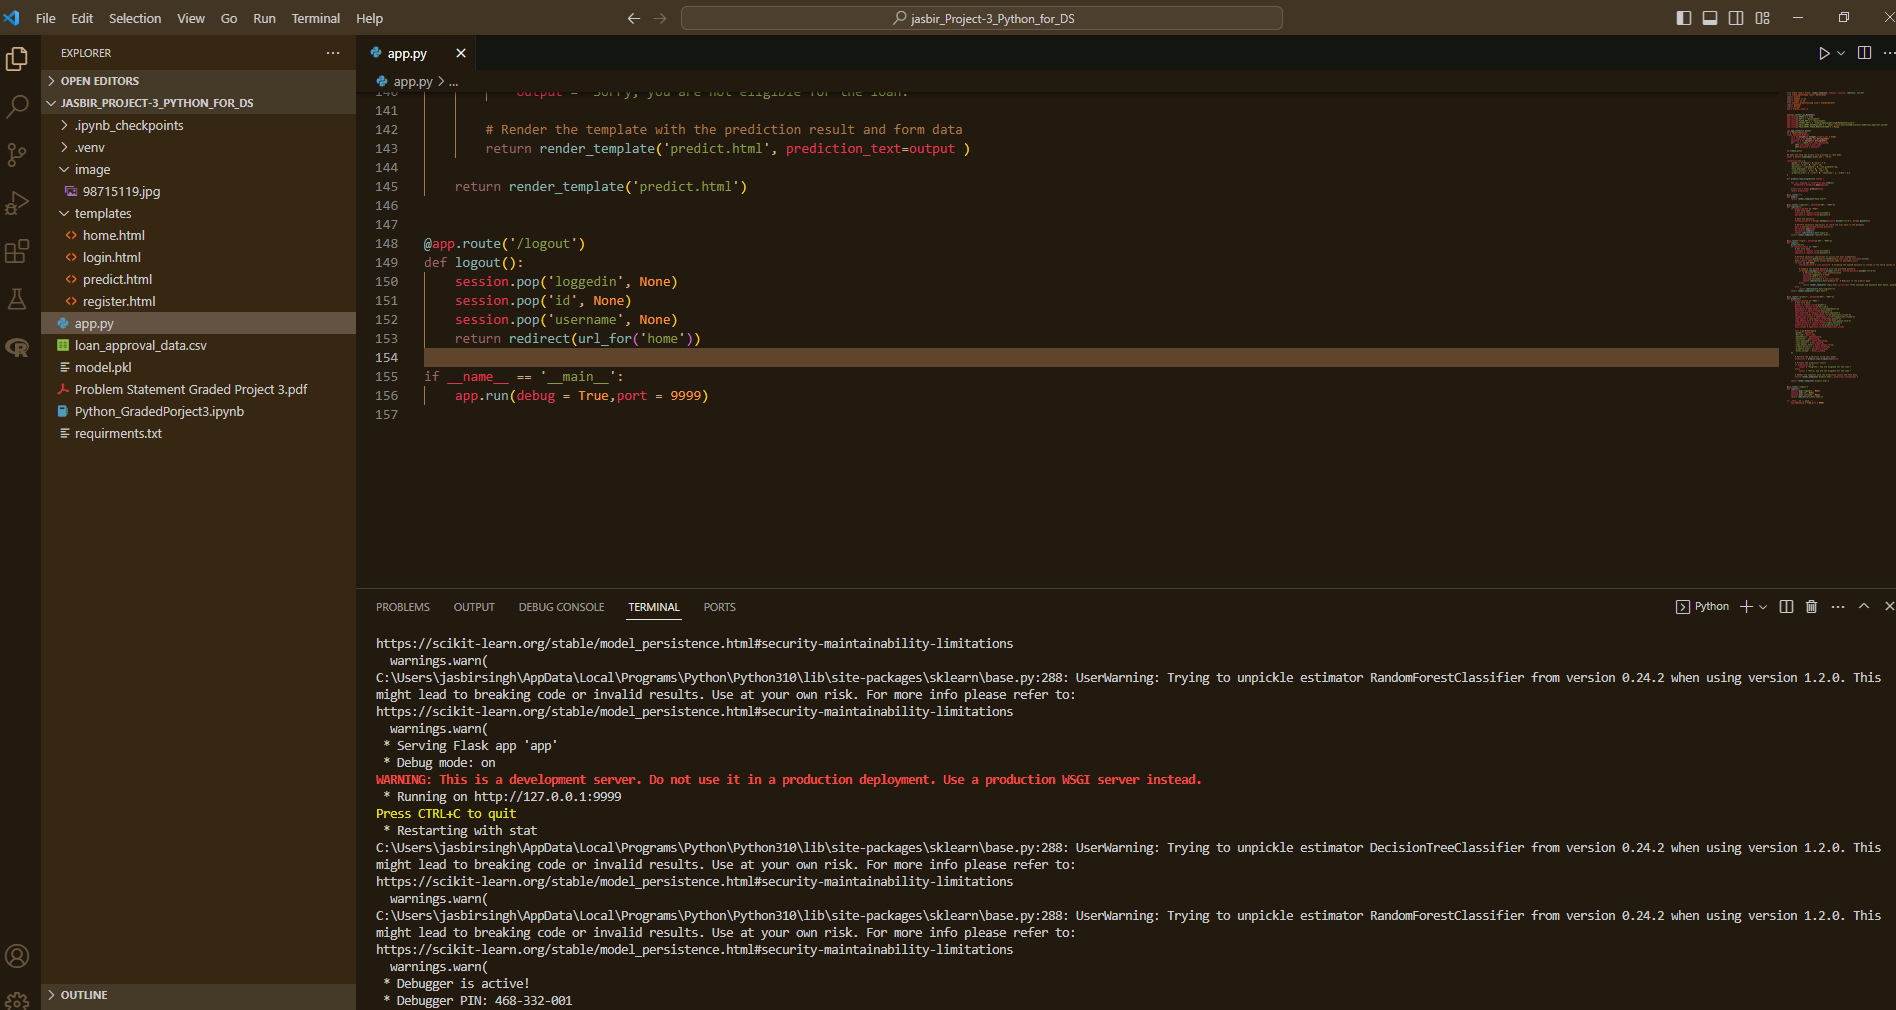 File Edit Selection View Go Run Terminal Help
jasbir_Project-3_Python_for_DS
EXPLORER
OPEN EDITORS
JASBIR_PROJECT-3_PYTHON_FOR_DS
.ipynb_checkpoints
.venv
image
98715119.jpg
templates
home.html
login.html
predict.html
register.html
app.py
loan_approval_data.csv
model.pkl
Problem Statement Graded Project 3.pdf
Python_GradedPorject3.ipynb
requirments.txt
OUTLINE
app.py
app.py > ...
140 output = "Sorry, you are not eligible for the loan."
141
142 # Render the template with the prediction result and form data
143 return render_template('predict.html', prediction_text=output )
144
145 return render_template('predict.html')
146
147
148 @app.route('/logout')
149 def logout():
150 session.pop('loggedin', None)
151 session.pop('id', None)
152 session.pop('username', None)
153 return redirect(url_for('home'))
154
155 if __name__ == '__main__':
156 app.run(debug = True,port = 9999)
157
PROBLEMS OUTPUT DEBUG CONSOLE TERMINAL PORTS
Python
https://scikit-learn.org/stable/model_persistence.html#security-maintainability-limitations
warnings.warn(
C:\Users\jasbirsingh\AppData\Local\Programs\Python\Python310\lib\site-packages\sklearn\base.py:288: UserWarning: Trying to unpickle estimator RandomForestClassifier from version 0.24.2 when using version 1.2.0. This
might lead to breaking code or invalid results. Use at your own risk. For more info please refer to:
https://scikit-learn.org/stable/model_persistence.html#security-maintainability-limitations
warnings.warn(
* Serving Flask app 'app'
* Debug mode: on
WARNING: This is a development server. Do not use it in a production deployment. Use a production WSGI server instead.
* Running on http://127.0.0.1:9999
Press CTRL+C to quit
* Restarting with stat
C:\Users\jasbirsingh\AppData\Local\Programs\Python\Python310\lib\site-packages\sklearn\base.py:288: UserWarning: Trying to unpickle estimator DecisionTreeClassifier from version 0.24.2 when using version 1.2.0. This
might lead to breaking code or invalid results. Use at your own risk. For more info please refer to:
https://scikit-learn.org/stable/model_persistence.html#security-maintainability-limitations
warnings.warn(
C:\Users\jasbirsingh\AppData\Local\Programs\Python\Python310\lib\site-packages\sklearn\base.py:288: UserWarning: Trying to unpickle estimator RandomForestClassifier from version 0.24.2 when using version 1.2.0. This
might lead to breaking code or invalid results. Use at your own risk. For more info please refer to:
https://scikit-learn.org/stable/model_persistence.html#security-maintainability-limitations
warnings.warn(
* Debugger is active!
* Debugger PIN: 468-332-001